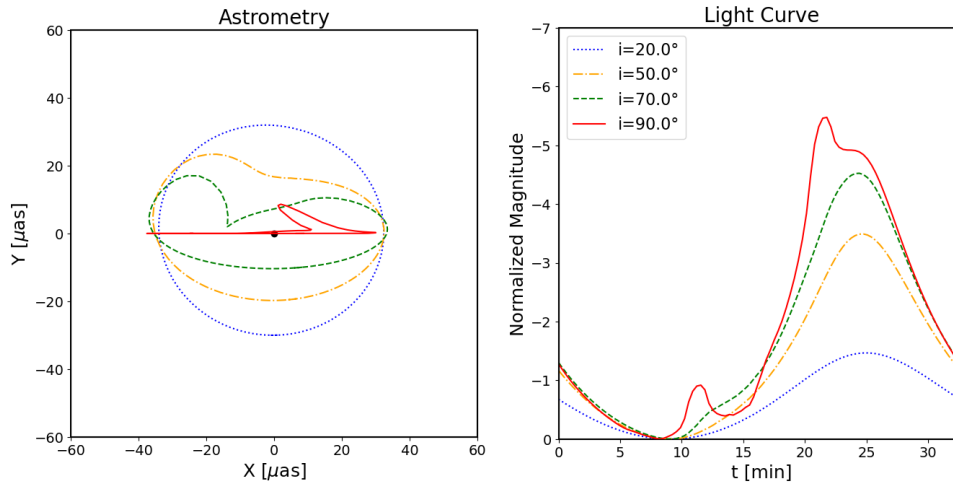 Astrometry
60
40
20
0
−20
−40
−60
−60 −40 −20 0 20 40 60
Y [μas]
X [μas]
Light Curve
−7
−6
−5
−4
−3
−2
−1
0
0 5 10 15 20 25 30
Normalized Magnitude
t [min]
i=20.0°
i=50.0°
i=70.0°
i=90.0°